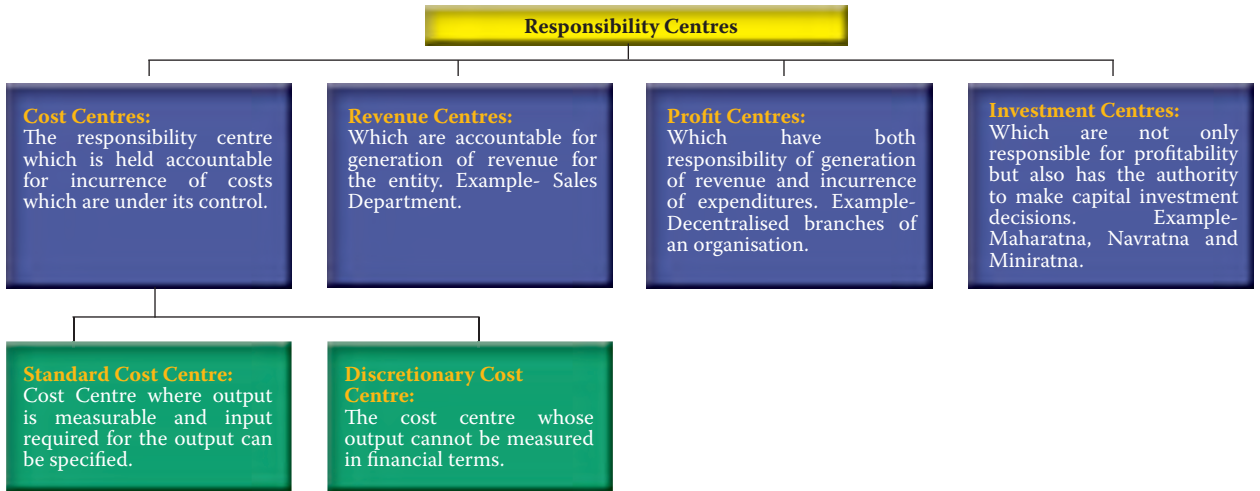 Responsibility Centres
Cost Centres:
The responsibility centre
which is held accountable
for incurrence of costs
which are under its control.
Revenue Centres:
Which are accountable for
generation of revenue for
the entity. Example- Sales
Department.
Profit Centres:
Which have both
responsibility of generation
of revenue and incurrence
of expenditures. Example-
Decentralised branches of
an organisation.
Investment Centres:
Which are not only
responsible for profitability
but also has the authority
to make capital investment
decisions. Example-
Maharatna, Navratna and
Miniratna.
Standard Cost Centre:
Cost Centre where output
is measurable and input
required for the output can
be specified.
Discretionary Cost
Centre:
The cost centre whose
output cannot be measured
in financial terms.